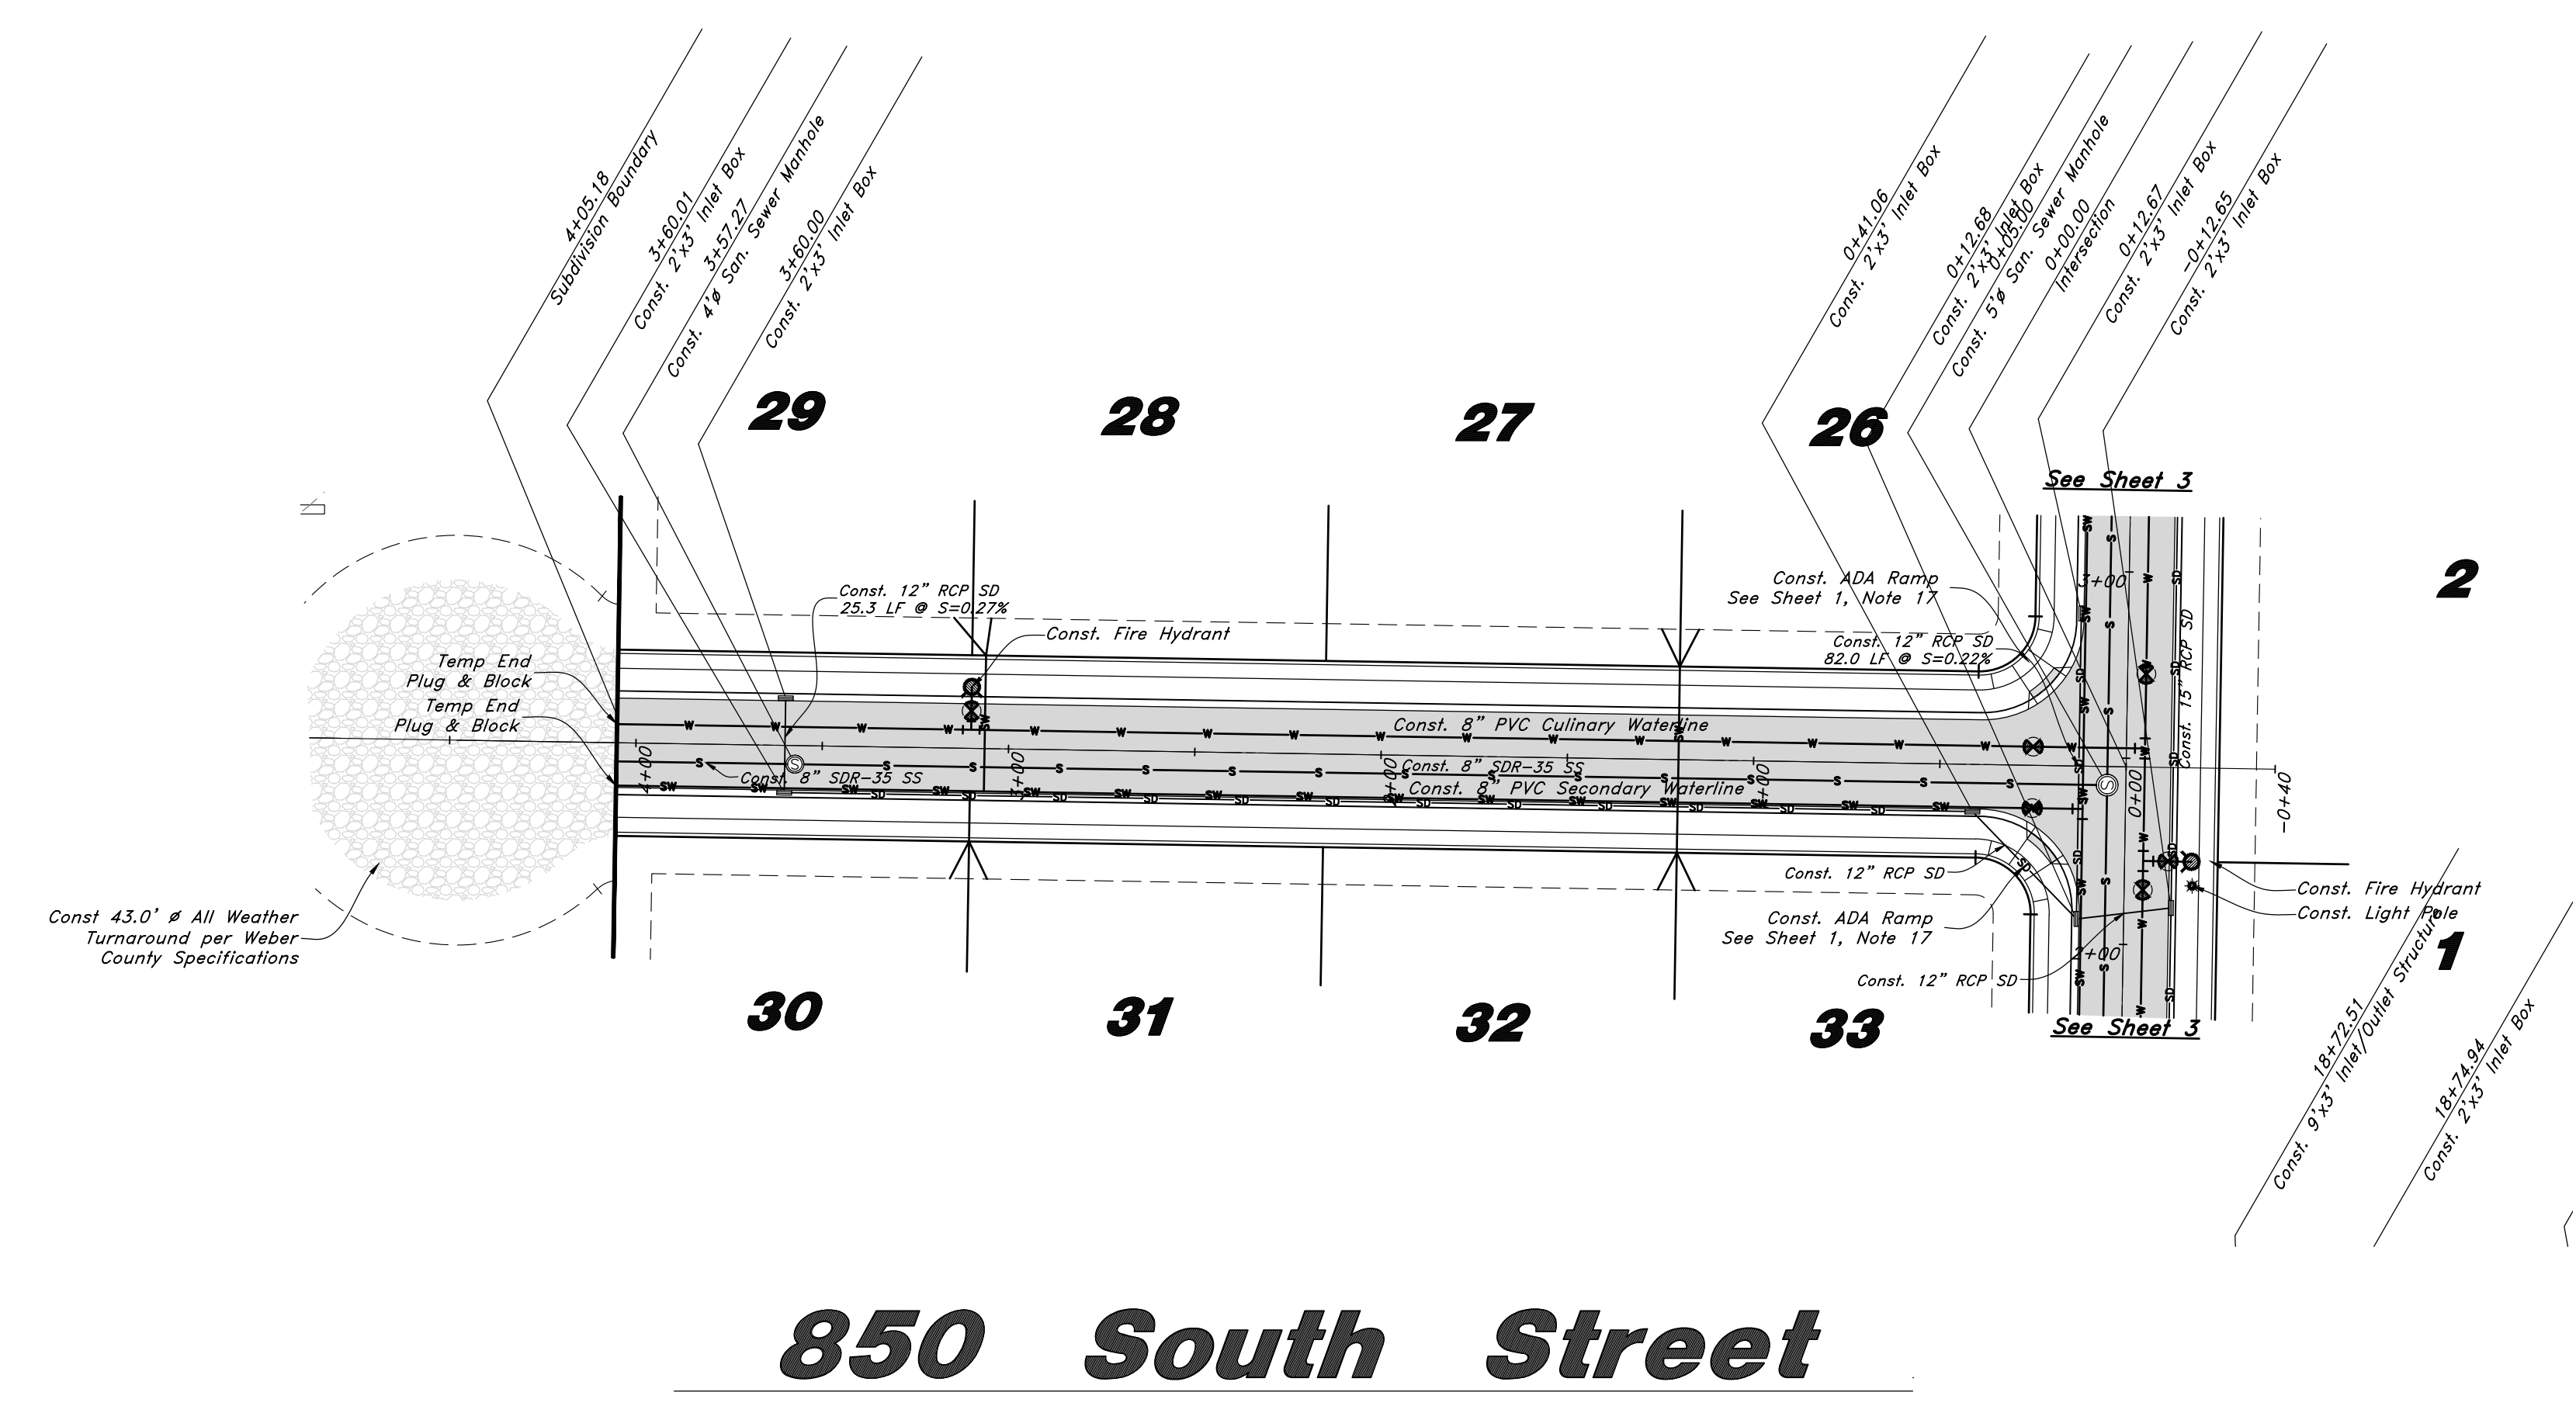 4+05.18
Subdivision Boundary
3+60.01
Const. 2'x3' Inlet Box
3+57.27
Const. 4'ø San. Sewer Manhole
3+60.00
Const. 2'x3' Inlet Box
0+41.06
Const. 2'x3' Inlet Box
0+12.68
Const. 2'x3' Inlet Box
0+05.00
Const. 5'ø San. Sewer Manhole
0+00.00
Intersection
0+12.67
Const. 2'x3' Inlet Box
-0+12.65
Const. 2'x3' Inlet Box
29
28
27
26
See Sheet 3
2
Const. 12" RCP SD
25.3 LF @ S=0.27%
Const. Fire Hydrant
Const. ADA Ramp
See Sheet 1, Note 17
Const. 12" RCP SD
82.0 LF @ S=0.22%
3+00
Const. 15" RCP SD
Temp End
Plug & Block
Temp End
Plug & Block
Const. 8" PVC Culinary Waterline
Const. 8" SDR-35 SS
Const. 8" SDR-35 SS
Const. 8" PVC Secondary Waterline
4+00
3+00
2+00
1+00
0+00
-0+40
Const. 12" RCP SD
Const. ADA Ramp
See Sheet 1, Note 17
Const. 12" RCP SD
2+00
Const. Fire Hydrant
Const. Light Pole
1
Const 43.0' ø All Weather
Turnaround per Weber
County Specifications
30
31
32
33
See Sheet 3
18+72.51
Const. 9'x3' Inlet/Outlet Structure
18+74.94
Const. 2'x3' Inlet Box
850 South Street